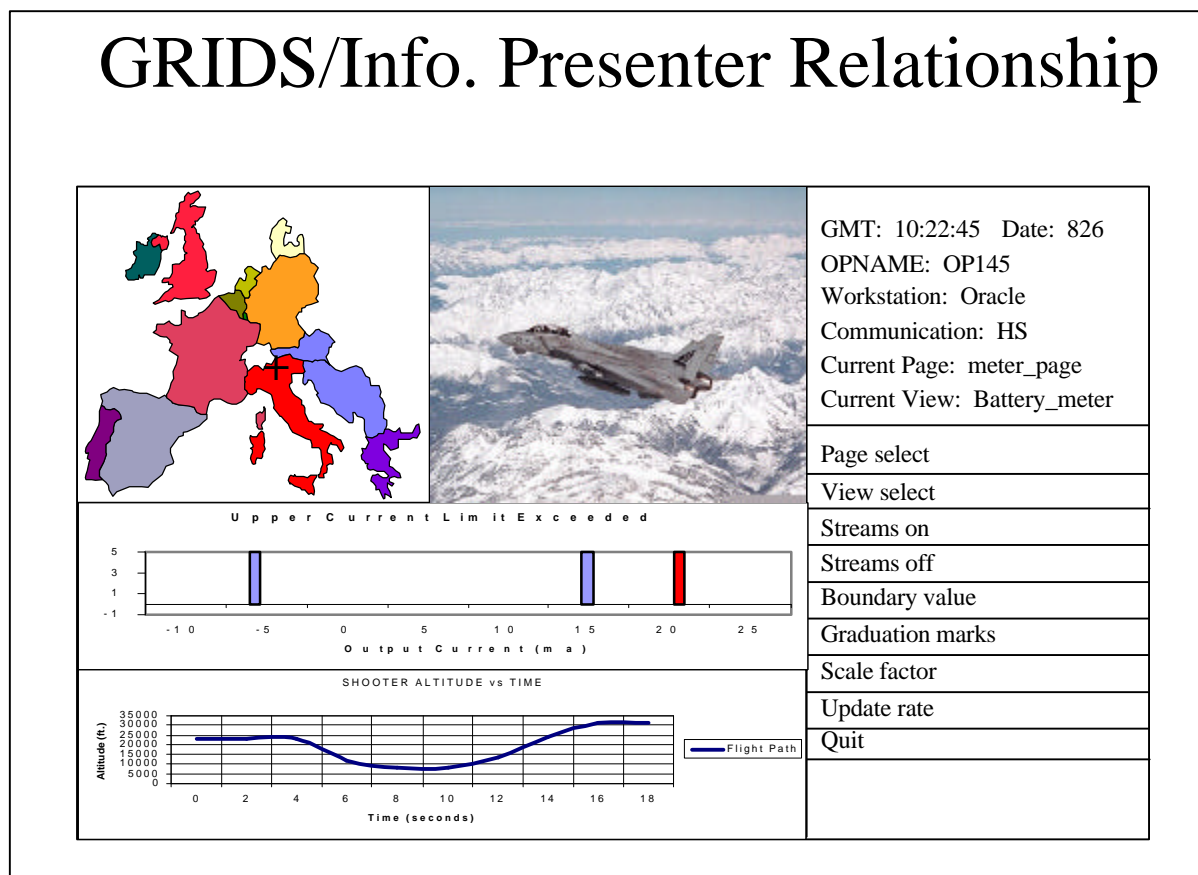 GRIDS/Info. Presenter Relationship
GMT: 10:22:45 Date: 826
OPNAME: OP145
Workstation: Oracle
Communication: HS
Current Page: meter_page
Current View: Battery_meter
Page select
View select
Streams on
Streams off
Boundary value
Graduation marks
Scale factor
Update rate
Quit
Upper Current Limit Exceeded
5
3
1
-1
-10 -5 0 5 10 15 20 25
Output Current (ma)
SHOOTER ALTITUDE vs TIME
Altitude (ft.)
35000
30000
25000
20000
15000
10000
5000
0
0 2 4 6 8 10 12 14 16 18
Time (seconds)
Flight Path